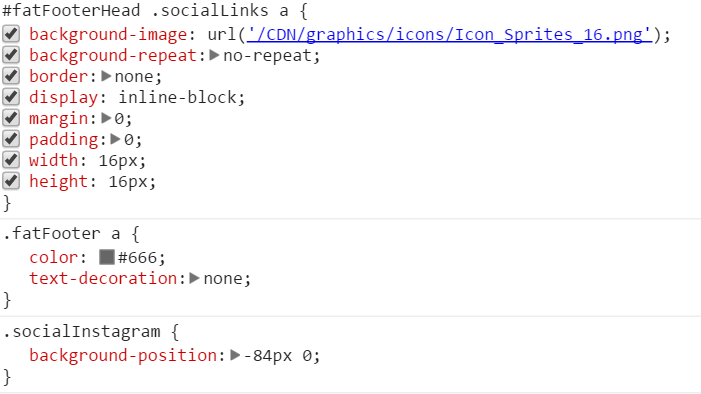 #fatFooterHead .socialLinks a {
background-image: url('/CDN/graphics/icons/Icon_Sprites_16.png');
background-repeat:▶no-repeat;
border:▶none;
display: inline-block;
margin:▶0;
padding:▶0;
width: 16px;
height: 16px;
}
.fatFooter a {
color: #666;
text-decoration:▶none;
}
.socialInstagram {
background-position:▶-84px 0;
}